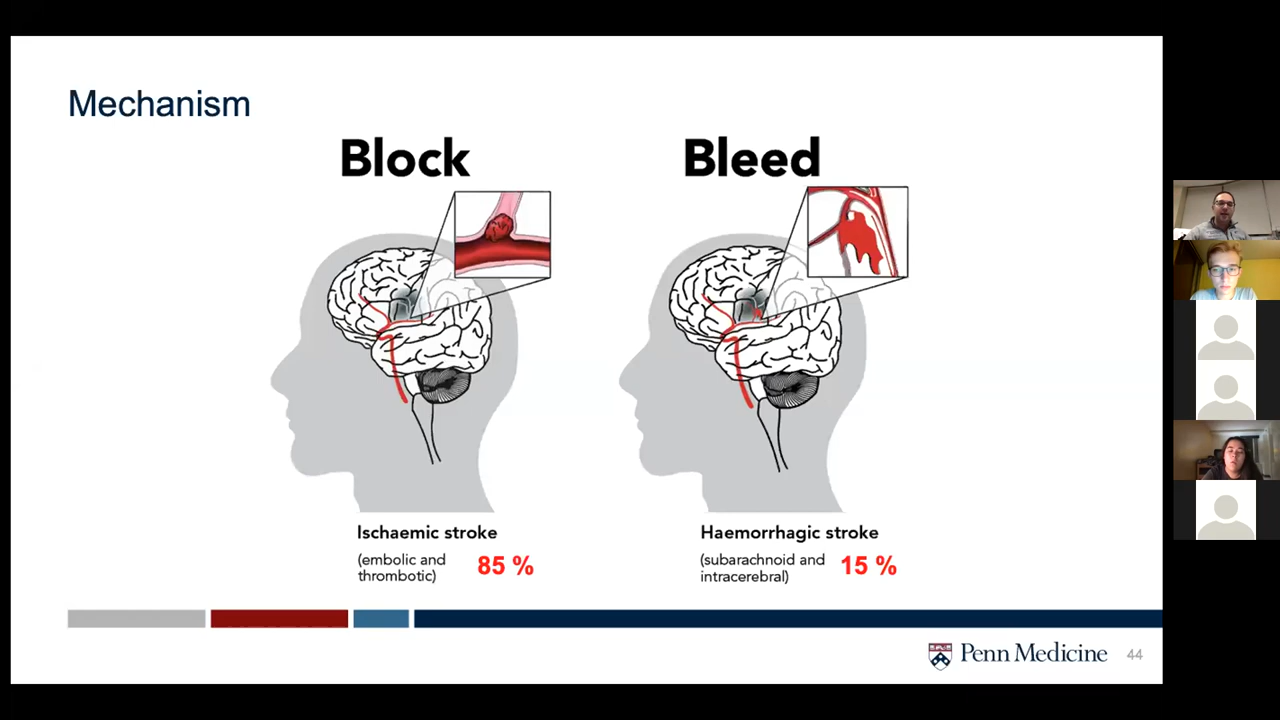 Mechanism
Block
Bleed
Ischaemic stroke
(embolic and
thrombotic)
85 %
Haemorrhagic stroke
(subarachnoid and
intracerebral)
15 %
Penn Medicine
44